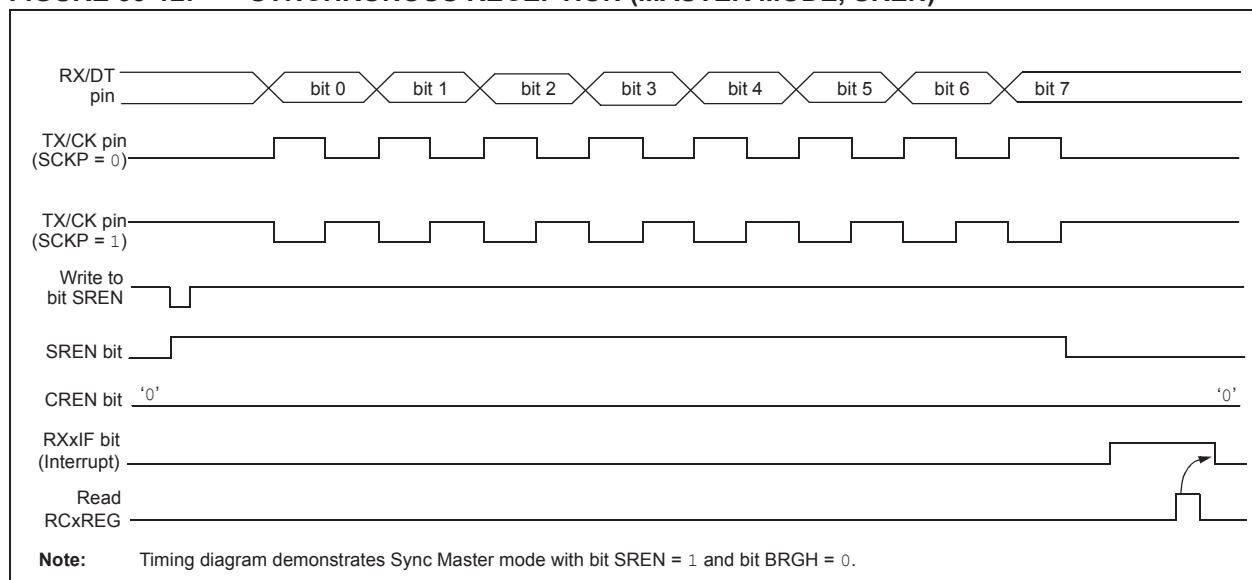 RX/DT
pin
bit 0
bit 1
bit 2
bit 3
bit 4
bit 5
bit 6
bit 7
TX/CK pin
(SCKP = 0)
TX/CK pin
(SCKP = 1)
Write to
bit SREN
SREN bit
CREN bit
‘0’
‘0’
RXxIF bit
(Interrupt)
Read
RCxREG
Note: Timing diagram demonstrates Sync Master mode with bit SREN = 1 and bit BRGH = 0.